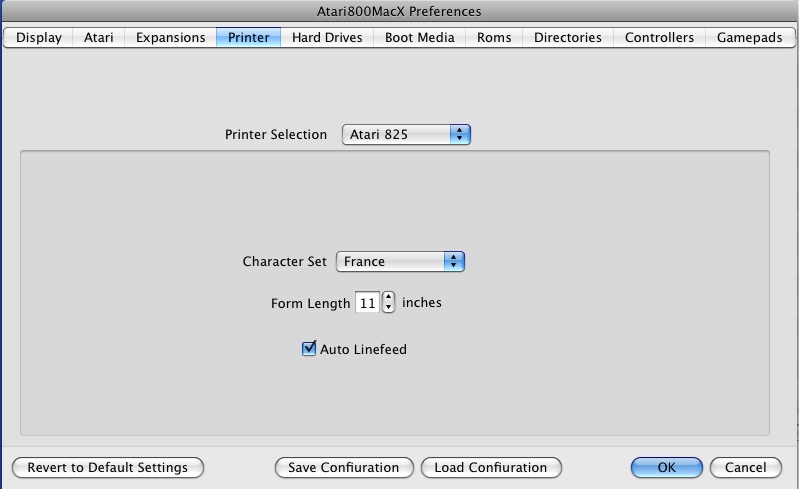 Atari800MacX Preferences
Display Atari Expansions Printer Hard Drives Boot Media Roms Directories Controllers Gamepads
Printer Selection Atari 825
Character Set France
Form Length 11 inches
Auto Linefeed
Revert to Default Settings Save Confiuration Load Confiuration OK Cancel